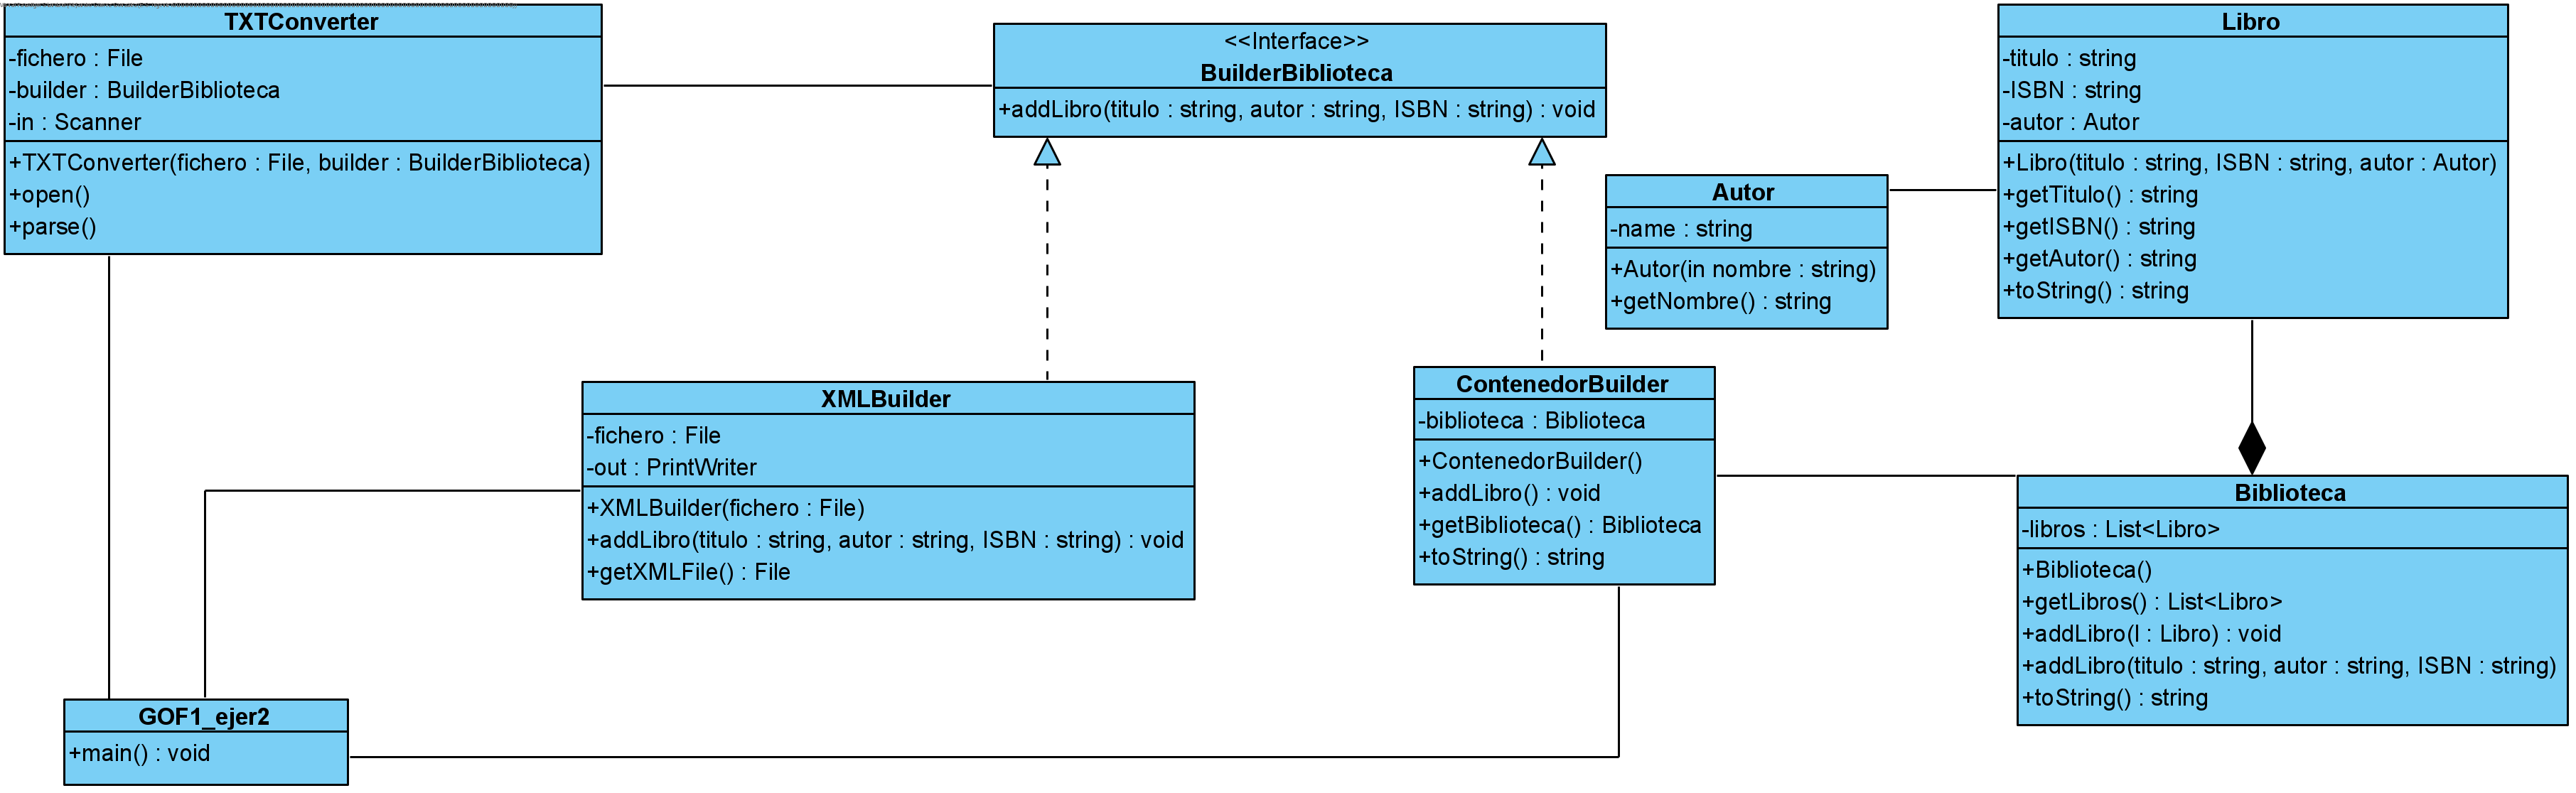 TXTConverter
-fichero : File
-builder : BuilderBiblioteca
-in : Scanner
+TXTConverter(fichero : File, builder : BuilderBiblioteca)
+open()
+parse()
<<Interface>>
BuilderBiblioteca
+addLibro(titulo : string, autor : string, ISBN : string) : void
Libro
-titulo : string
-ISBN : string
-autor : Autor
+Libro(titulo : string, ISBN : string, autor : Autor)
+getTitulo() : string
+getISBN() : string
+getAutor() : string
+toString() : string
Autor
-name : string
+Autor(in nombre : string)
+getNombre() : string
XMLBuilder
-fichero : File
-out : PrintWriter
+XMLBuilder(fichero : File)
+addLibro(titulo : string, autor : string, ISBN : string) : void
+getXMLFile() : File
ContenedorBuilder
-biblioteca : Biblioteca
+ContenedorBuilder()
+addLibro() : void
+getBiblioteca() : Biblioteca
+toString() : string
Biblioteca
-libros : List<Libro>
+Biblioteca()
+getLibros() : List<Libro>
+addLibro(l : Libro) : void
+addLibro(titulo : string, autor : string, ISBN : string)
+toString() : string
GOF1_ejer2
+main() : void